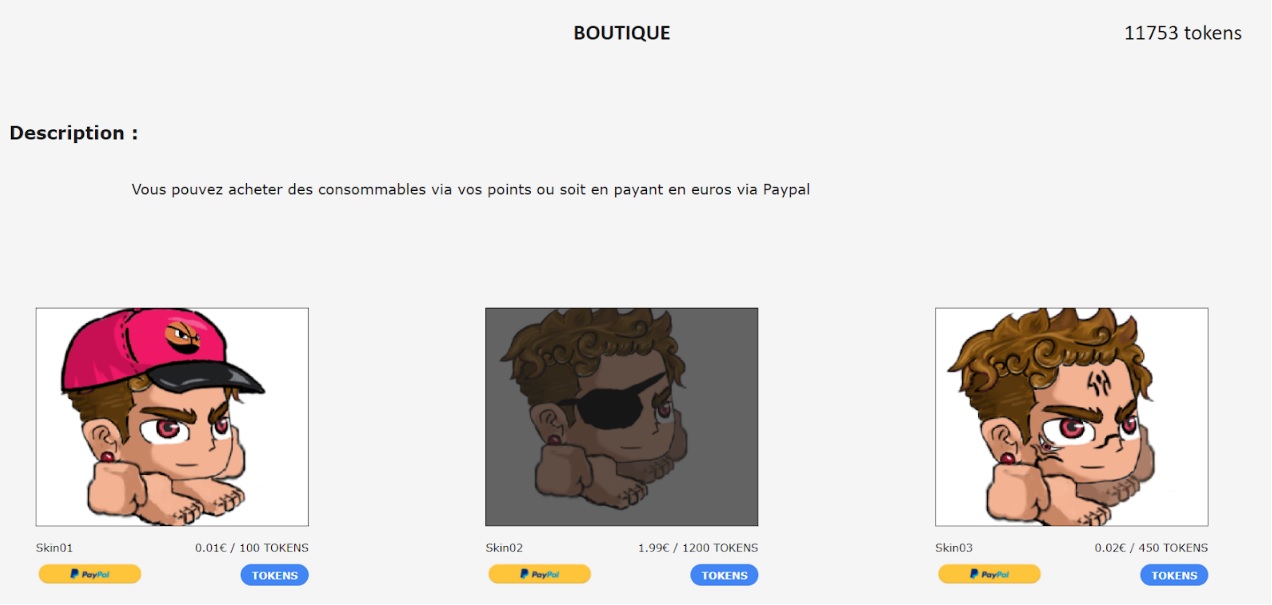 BOUTIQUE
11753 tokens
Description :
Vous pouvez acheter des consommables via vos points ou soit en payant en euros via Paypal
Skin01
0.01€ / 100 TOKENS
Skin02
1.99€ / 1200 TOKENS
Skin03
0.02€ / 450 TOKENS
PayPal
TOKENS
PayPal
TOKENS
PayPal
TOKENS